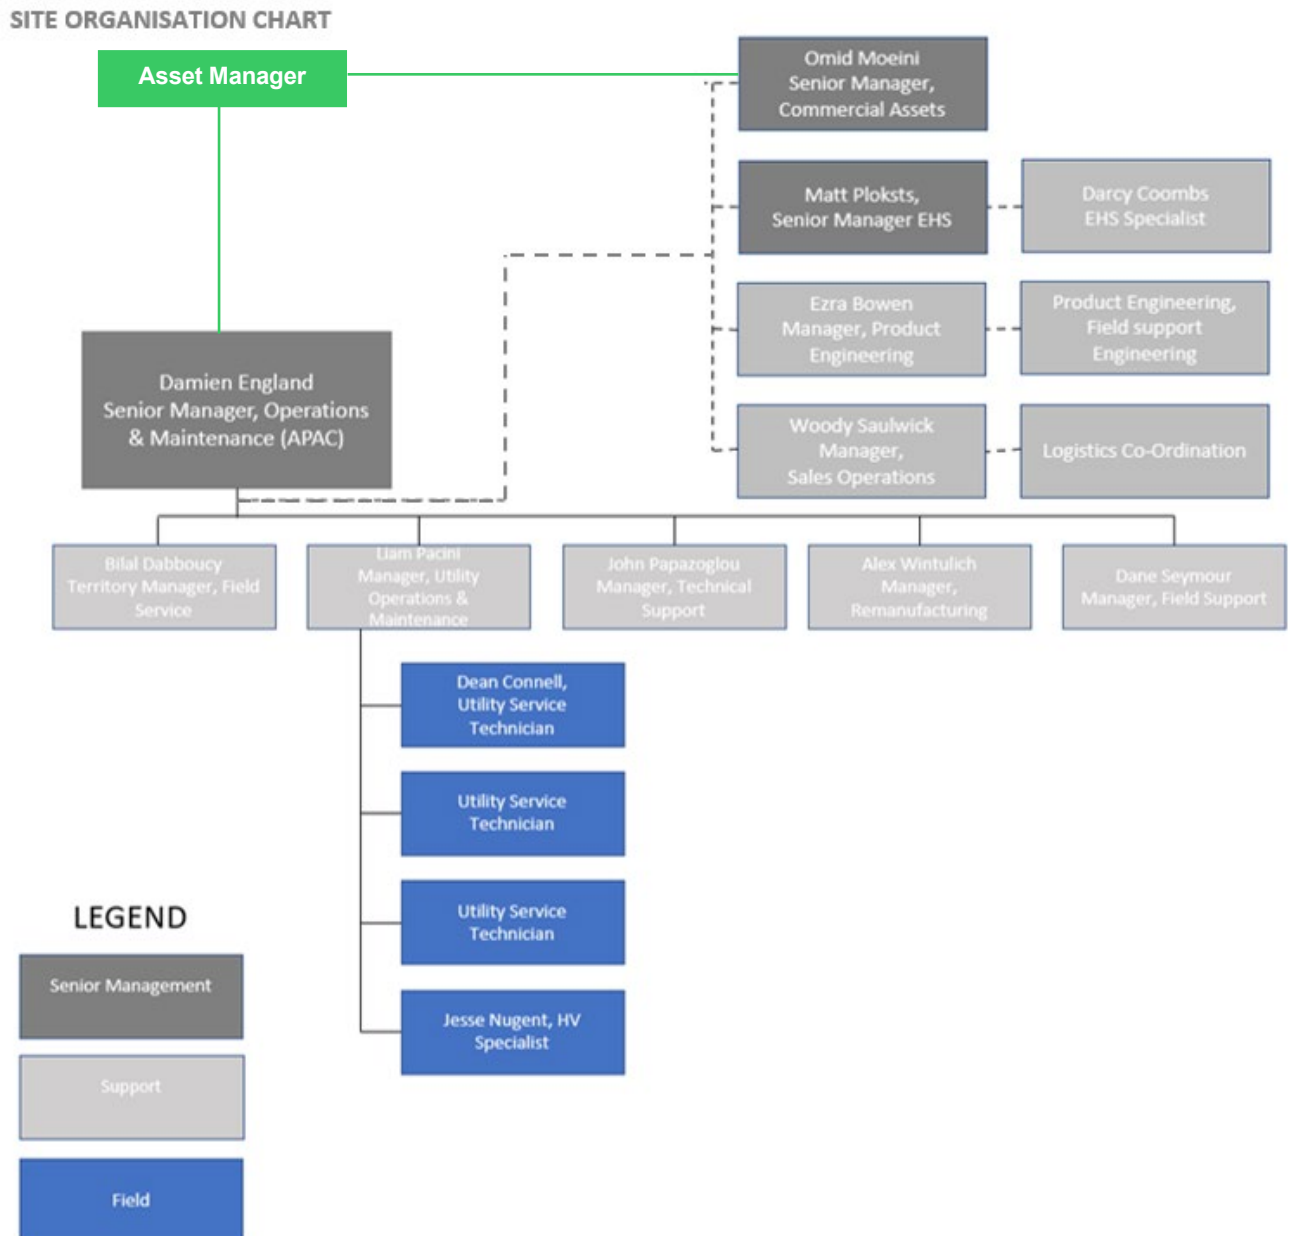 SITE ORGANISATION CHART
Asset Manager
Omid Moeini
Senior Manager,
Commercial Assets
Matt Ploksts,
Senior Manager EHS
Darcy Coombs
EHS Specialist
Ezra Bowen
Manager, Product
Engineering
Product Engineering,
Field support
Engineering
Damien England
Senior Manager, Operations
& Maintenance (APAC)
Woody Saulwick
Manager,
Sales Operations
Logistics Co-Ordination
Bilal Dabboucy
Territory Manager, Field
Service
Liam Pacini
Manager, Utility
Operations &
Maintenance
John Papazoglou
Manager, Technical
Support
Alex Wintulich
Manager,
Remanufacturing
Dane Seymour
Manager, Field Support
Dean Connell,
Utility Service
Technician
Utility Service
Technician
Utility Service
Technician
Jesse Nugent, HV
Specialist
LEGEND
Senior Management
Support
Field